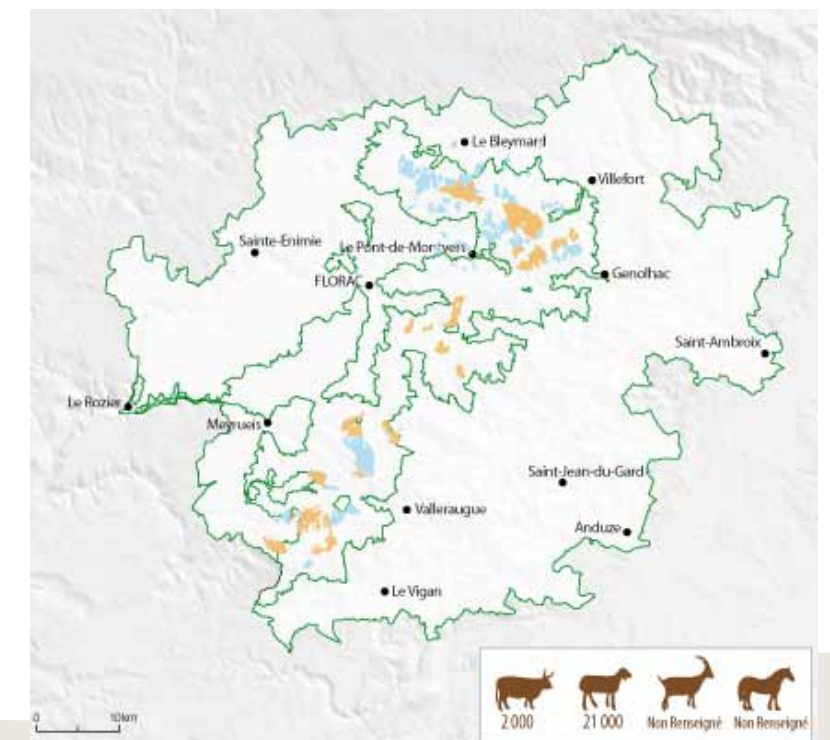 Le Bleymard
Villefort
Sainte-Enimie
Le Pont-de-Montvert
FLORAC
Genolhac
Saint-Ambroix
Le Rozier
Meyrueis
Saint-Jean-du-Gard
Valleraugue
Anduze
Le Vigan
0 10km
2 000 21 000 Non Renseigné Non Renseigné